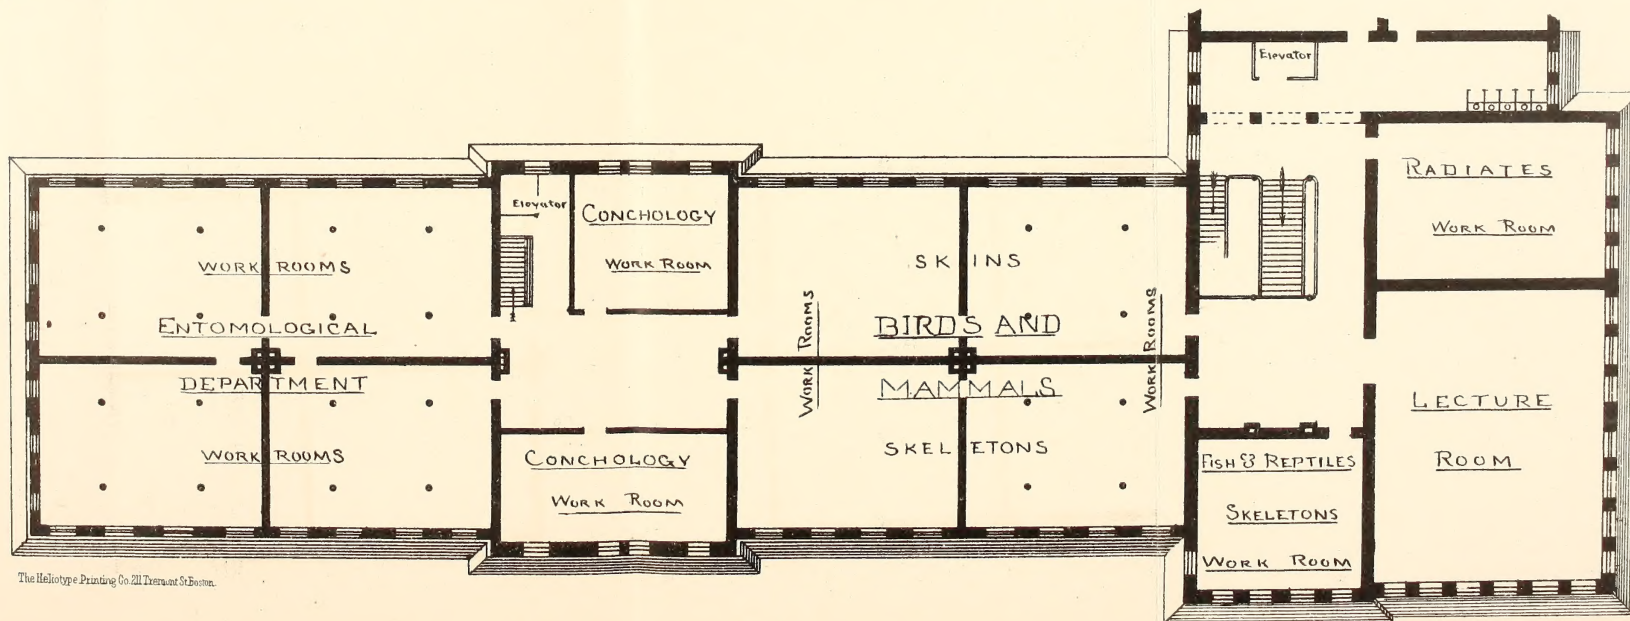 WORK ROOMS
ENTOMOLOGICAL
DEPARTMENT
WORK ROOMS
Elevator
CONCHOLOGY
WORK ROOM
CONCHOLOGY
WORK ROOM
SKINS
WORK ROOMS
BIRDS AND
MAMMALS
WORK ROOMS
SKELETONS
Elevator
RADIATES
WORK ROOM
LECTURE
ROOM
FISH & REPTILES
SKELETONS
WORK ROOM
The Heliotype Printing Co. 211 Tremont St. Boston.